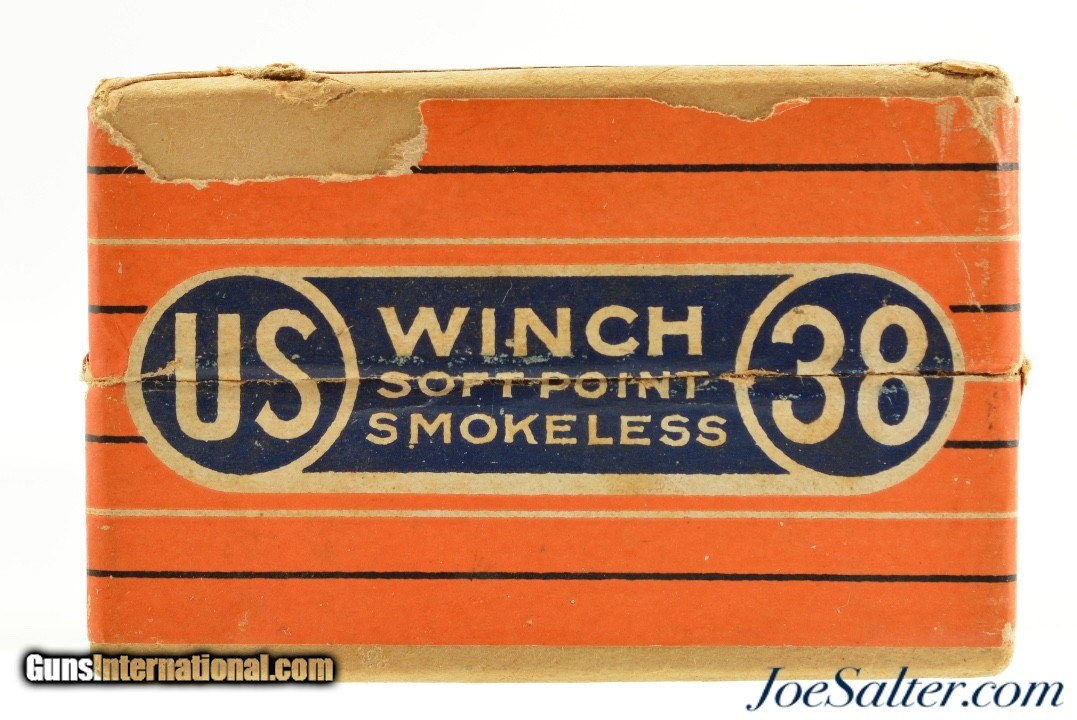 US
WINCH
SOFT POINT
SMOKELESS
38
GunsInternational.com
JoeSalter.com